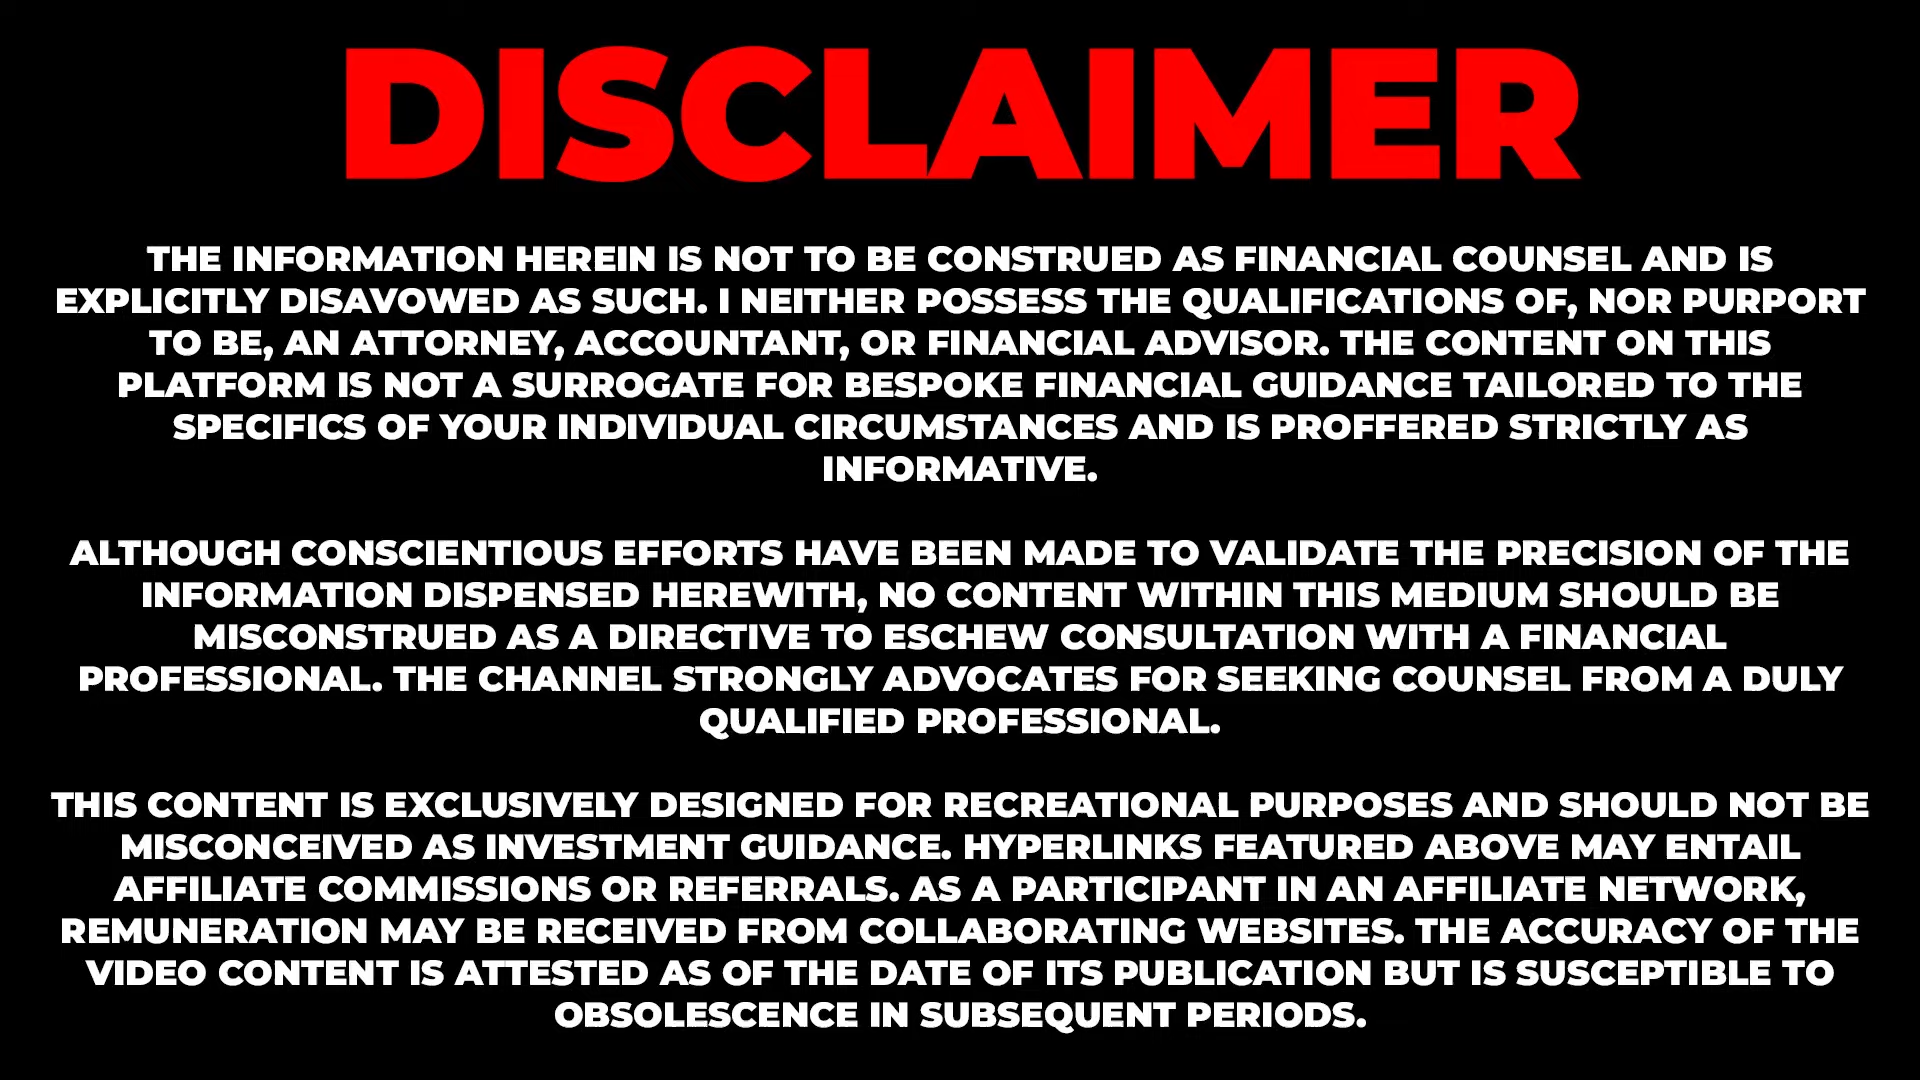 DISCLAIMER
THE INFORMATION HEREIN IS NOT TO BE CONSTRUED AS FINANCIAL COUNSEL AND IS
EXPLICITLY DISAVOWED AS SUCH. I NEITHER POSSESS THE QUALIFICATIONS OF, NOR PURPORT
TO BE, AN ATTORNEY, ACCOUNTANT, OR FINANCIAL ADVISOR. THE CONTENT ON THIS
PLATFORM IS NOT A SURROGATE FOR BESPOKE FINANCIAL GUIDANCE TAILORED TO THE
SPECIFICS OF YOUR INDIVIDUAL CIRCUMSTANCES AND IS PROFFERED STRICTLY AS
INFORMATIVE.
ALTHOUGH CONSCIENTIOUS EFFORTS HAVE BEEN MADE TO VALIDATE THE PRECISION OF THE
INFORMATION DISPENSED HEREWITH, NO CONTENT WITHIN THIS MEDIUM SHOULD BE
MISCONSTRUED AS A DIRECTIVE TO ESCHEW CONSULTATION WITH A FINANCIAL
PROFESSIONAL. THE CHANNEL STRONGLY ADVOCATES FOR SEEKING COUNSEL FROM A DULY
QUALIFIED PROFESSIONAL.
THIS CONTENT IS EXCLUSIVELY DESIGNED FOR RECREATIONAL PURPOSES AND SHOULD NOT BE
MISCONCEIVED AS INVESTMENT GUIDANCE. HYPERLINKS FEATURED ABOVE MAY ENTAIL
AFFILIATE COMMISSIONS OR REFERRALS. AS A PARTICIPANT IN AN AFFILIATE NETWORK,
REMUNERATION MAY BE RECEIVED FROM COLLABORATING WEBSITES. THE ACCURACY OF THE
VIDEO CONTENT IS ATTESTED AS OF THE DATE OF ITS PUBLICATION BUT IS SUSCEPTIBLE TO
OBSOLESCENCE IN SUBSEQUENT PERIODS.